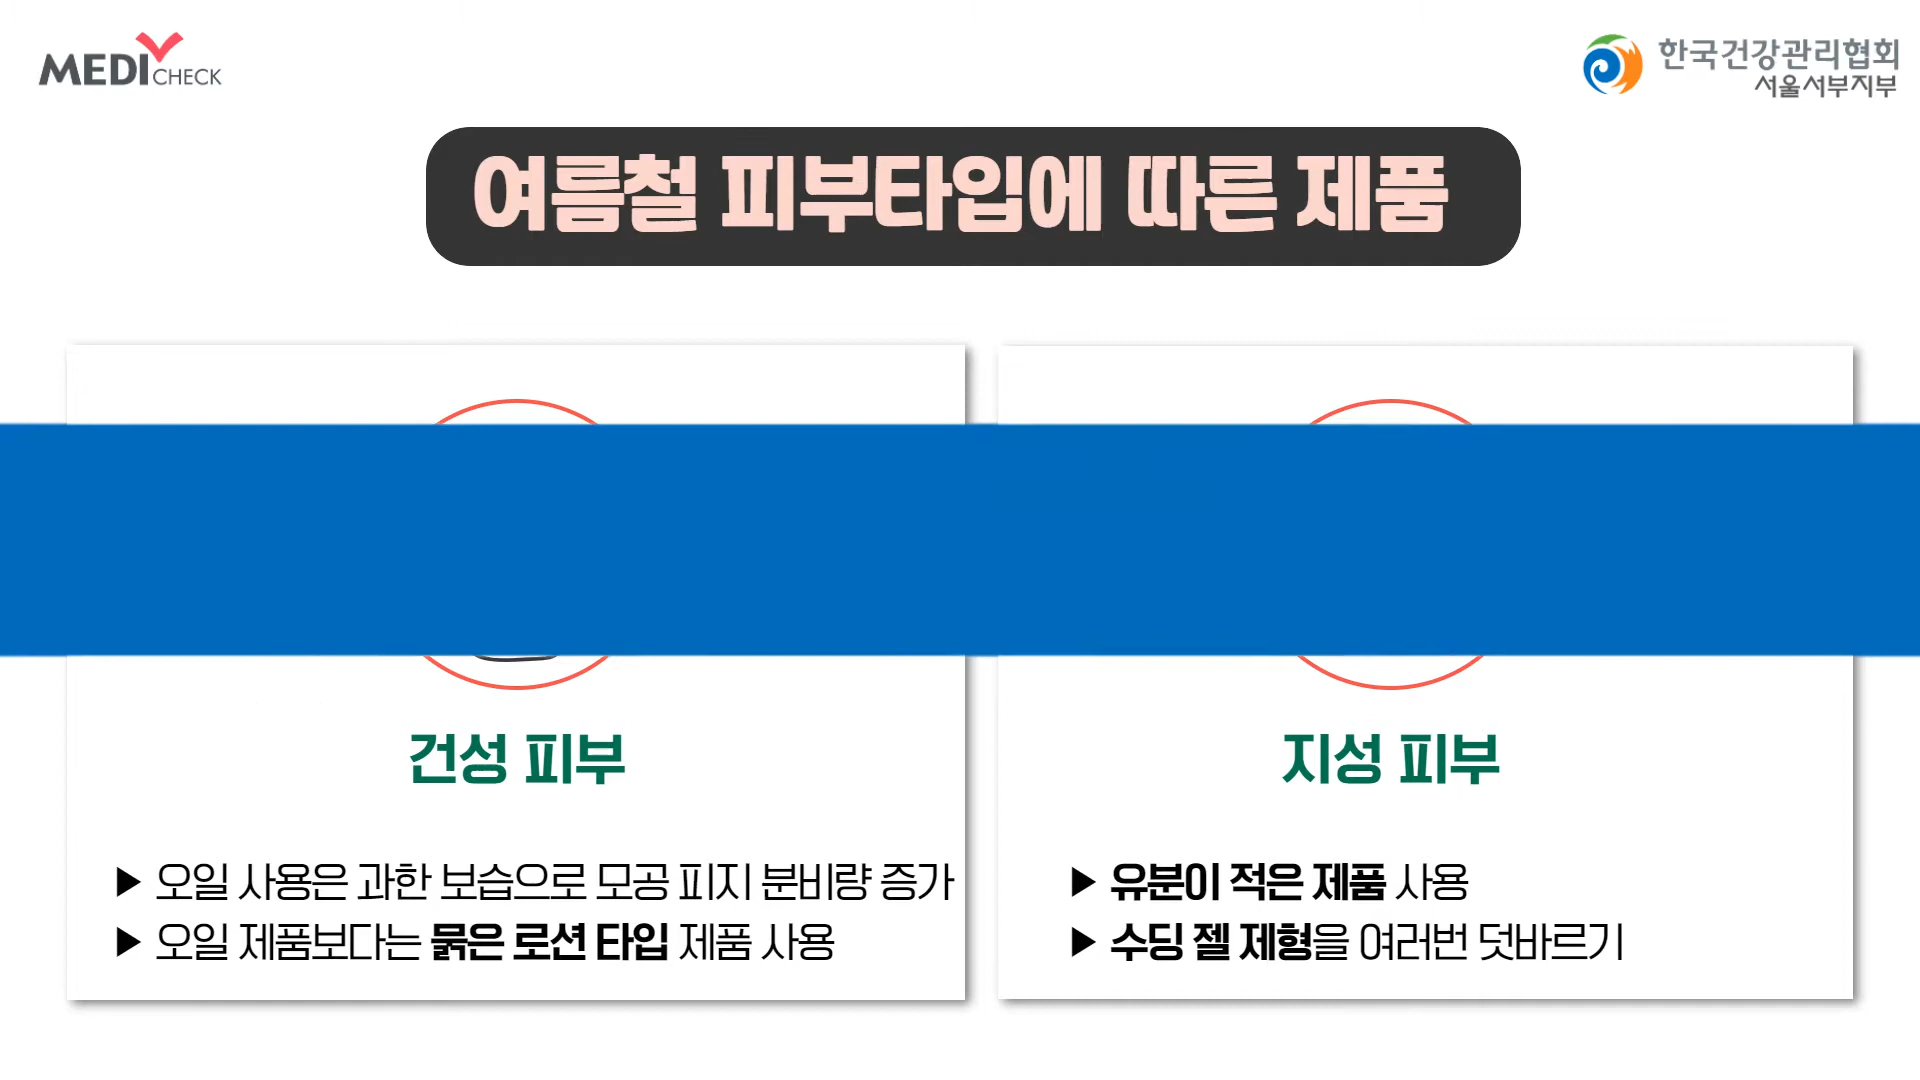 MEDICHECK
한국건강관리협회
서울서부지부
여름철 피부타입에 따른 제품
건성 피부
▶ 오일 사용은 과한 보습으로 모공 피지 분비량 증가
▶ 오일 제품보다는 묽은 로션 타입 제품 사용
지성 피부
▶ 유분이 적은 제품 사용
▶ 수딩 젤 제형을 여러번 덧바르기